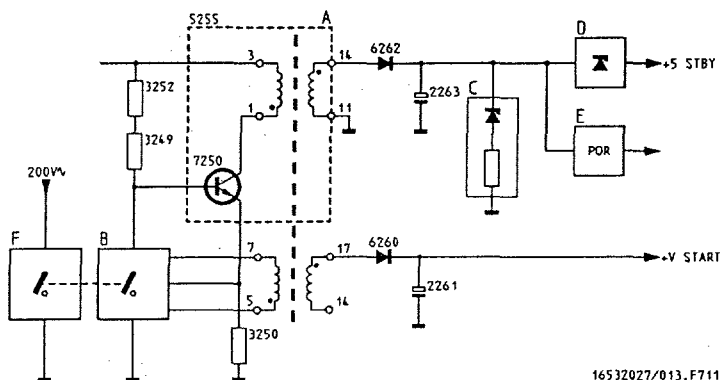 S255
A
3
14
6262
D
+5 STBY
3252
2263
C
1
11
E
3249
POR
7250
200V~
F
B
7
17
6260
+V START
2261
5
14
3250
16532027/013.F711